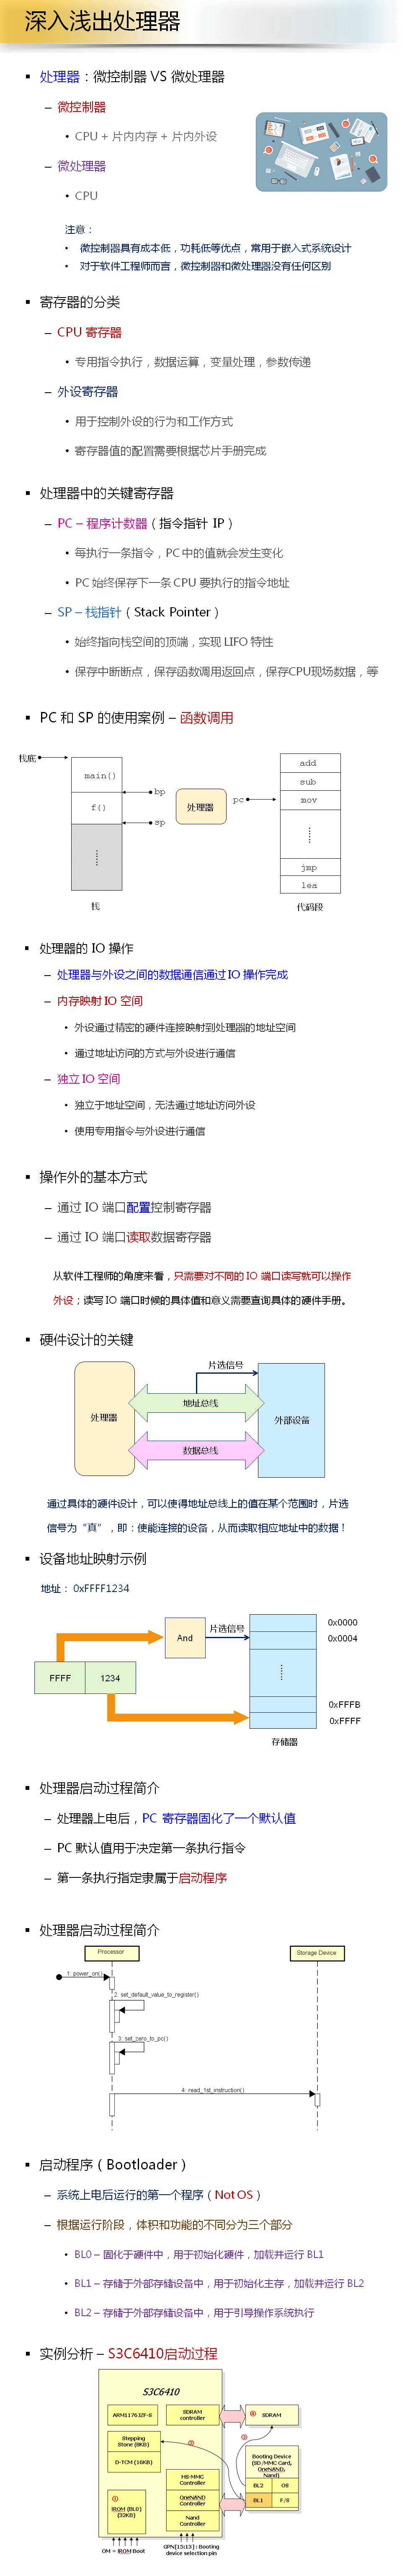 深入浅出处理器
▪ 处理器：微控制器 VS 微处理器
– 微控制器
• CPU + 片内内存 + 片内外设
– 微处理器
• CPU
注意：
• 微控制器具有成本低，功耗低等优点，常用于嵌入式系统设计
• 对于软件工程师而言，微控制器和微处理器没有任何区别
▪ 寄存器的分类
– CPU 寄存器
• 专用指令执行，数据运算，变量处理，参数传递
– 外设寄存器
• 用于控制外设的行为和工作方式
• 寄存器值的配置需要根据芯片手册完成
▪ 处理器中的关键寄存器
– PC – 程序计数器（指令指针 IP）
• 每执行一条指令，PC中的值就会发生变化
• PC 始终保存下一条 CPU 要执行的指令地址
– SP – 栈指针（Stack Pointer）
• 始终指向栈空间的顶端，实现 LIFO 特性
• 保存中断断点，保存函数调用返回点，保存CPU现场数据，等
▪ PC 和 SP 的使用案例 – 函数调用
栈底
main()
f()
bp
sp
处理器
pc
add
sub
mov
jmp
lea
栈
代码段
▪ 处理器的 IO 操作
– 处理器与外设之间的数据通信通过 IO 操作完成
– 内存映射 IO 空间
• 外设通过精密的硬件连接映射到处理器的地址空间
• 通过地址访问的方式与外设进行通信
– 独立 IO 空间
• 独立于地址空间，无法通过地址访问外设
• 使用专用指令与外设进行通信
▪ 操作外的基本方式
– 通过 IO 端口配置控制寄存器
– 通过 IO 端口读取数据寄存器
从软件工程师的角度来看，只需要对不同的 IO 端口读写就可以操作
外设；读写 IO 端口时候的具体值和意义需要查询具体的硬件手册。
▪ 硬件设计的关键
片选信号
处理器
地址总线
数据总线
外部设备
通过具体的硬件设计，可以使得地址总线上的值在某个范围时，片选
信号为“真”，即：使能连接的设备，从而读取相应地址中的数据！
▪ 设备地址映射示例
地址： 0xFFFF1234
And
片选信号
0x0000
0x0004
FFFF
1234
0xFFFB
0xFFFF
存储器
▪ 处理器启动过程简介
– 处理器上电后，PC 寄存器固化了一个默认值
– PC 默认值用于决定第一条执行指令
– 第一条执行指定隶属于启动程序
▪ 处理器启动过程简介
Processor
Storage Device
1: power_on()
2: set_default_value_to_register()
3: set_zero_to_pc()
4: read_1st_instruction()
▪ 启动程序（Bootloader）
– 系统上电后运行的第一个程序（Not OS）
– 根据运行阶段，体积和功能的不同分为三个部分
• BL0 – 固化于硬件中，用于初始化硬件，加载并运行 BL1
• BL1 – 存储于外部存储设备中，用于初始化主存，加载并运行 BL2
• BL2 – 存储于外部存储设备中，用于引导操作系统执行
▪ 实例分析 – S3C6410启动过程
S3C6410
ARM1176JZF-S
SDRAM
controller
④
SDRAM
Stepping
Stone (8KB)
D-TCM (16KB)
②
③
Booting Device
(SD/MMC Card,
OneNAND,
Nand)
HS-MMC
Controller
OneNAND
Controller
Nand
Controller
①
IROM (BL0)
(32KB)
BL2
OS
BL1
F/S
OM = IROM Boot
GPN[15:13] : Booting
device selection pin